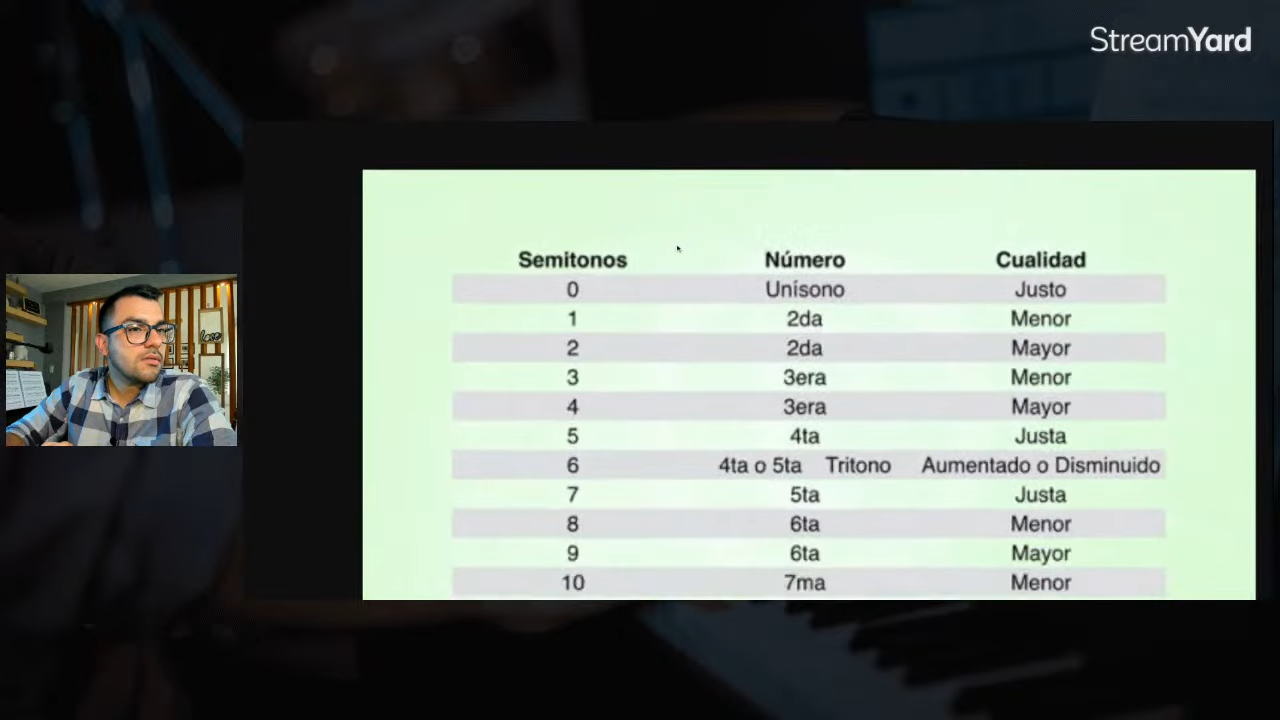 StreamYard
Semitonos Número Cualidad
0 Unísono Justo
1 2da Menor
2 2da Mayor
3 3era Menor
4 3era Mayor
5 4ta Justa
6 4ta o 5ta Tritono Aumentado o Disminuido
7 5ta Justa
8 6ta Menor
9 6ta Mayor
10 7ma Menor
love